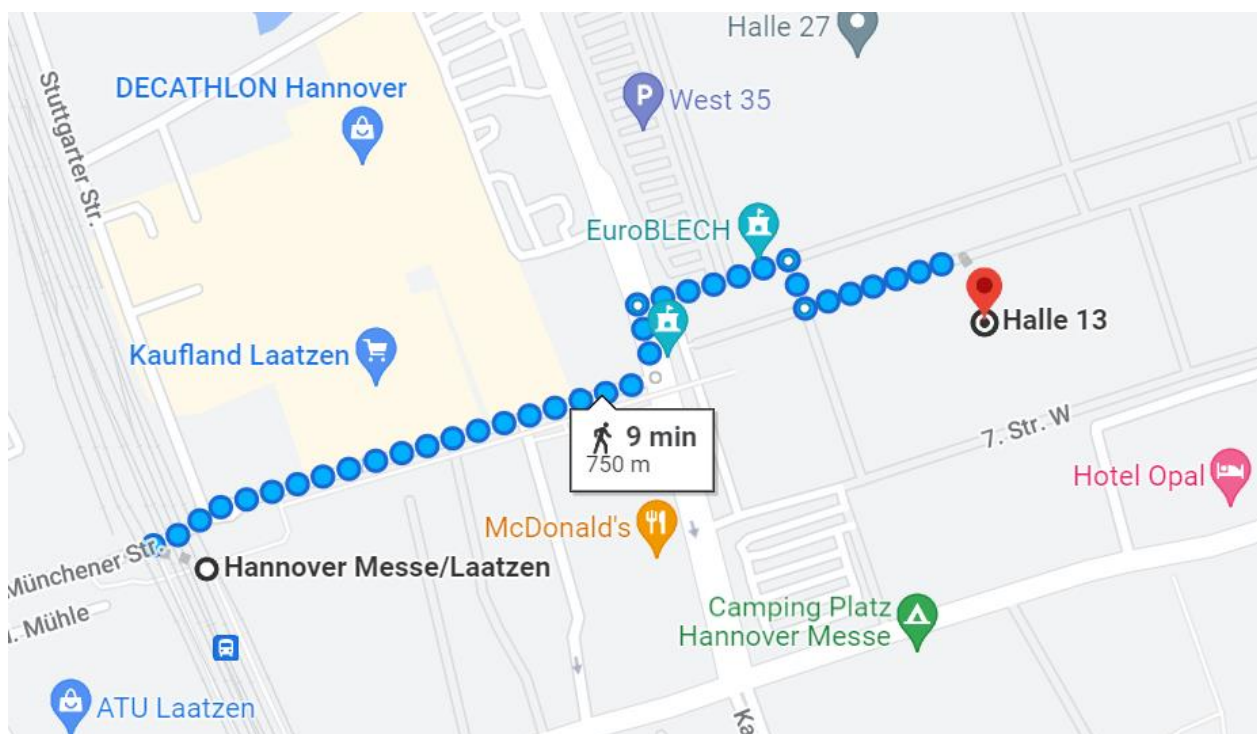 Halle 27
DECATHLON Hannover
P
West 35
Stuttgarter Str.
EuroBLECH
Halle 13
Kaufland Laatzen
9 min
750 m
7. Str. W
Hotel Opal
McDonald's
Münchener Str.
Hannover Messe/Laatzen
Mühle
Camping Platz
Hannover Messe
ATU Laatzen
Ka